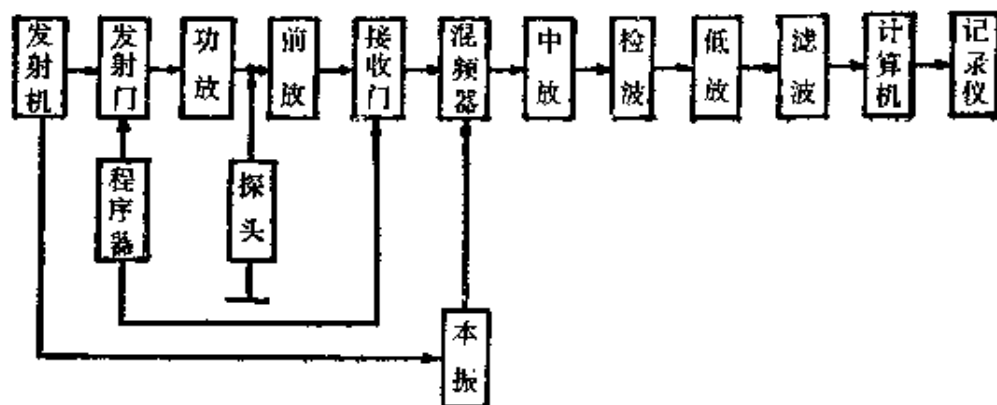 发射机
发射门
功放
前放
接收门
混频器
中放
检波
低放
滤波
计算机
记录仪
程序器
探头
本振